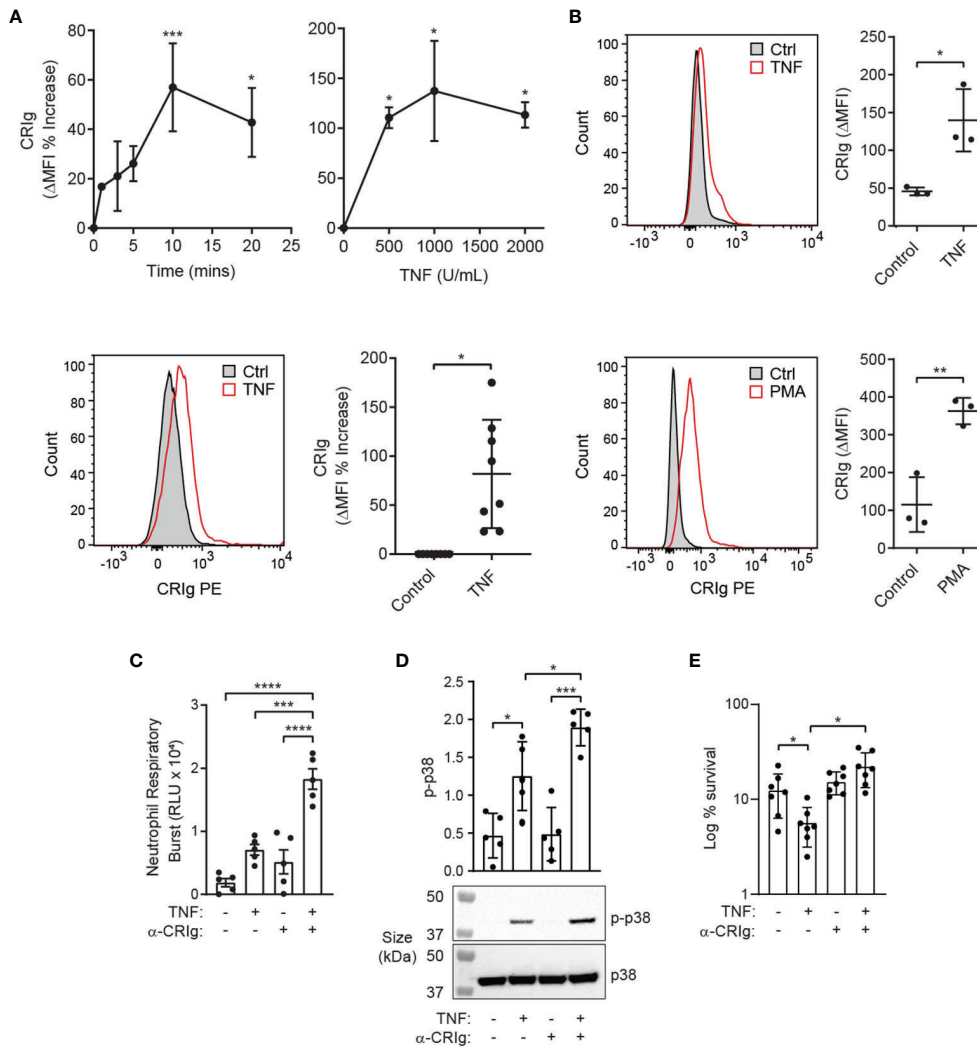 A
CRIg
(ΔMFI % Increase)
80
60
40
20
0
***
*
0 5 10 15 20 25
Time (mins)
200
150
100
50
0
*
*
*
0 500 1000 1500 2000
TNF (U/mL)
Count
100
80
60
40
20
0
Ctrl
TNF
-10³ 0 10³ 10⁴
CRIg PE
CRIg
(ΔMFI % Increase)
200
150
100
50
0
*
Control
TNF
B
Count
100
80
60
40
20
0
Ctrl
TNF
-10³ 0 10³ 10⁴
CRIg (ΔMFI)
250
200
150
100
50
0
*
Control
TNF
Count
100
80
60
40
20
0
Ctrl
PMA
-10³ 0 10³ 10⁴ 10⁵
CRIg PE
CRIg (ΔMFI)
500
400
300
200
100
0
**
Control
PMA
C
Neutrophil Respiratory
Burst (RLU x 10⁴)
3
2
1
0
****
***
****
TNF: - + - +
α-CRIg: - - + +
D
p-p38
2.5
2.0
1.5
1.0
0.5
0.0
*
*
***
Size
(kDa)
50
37
p-p38
50
37
p38
TNF: - + - +
α-CRIg: - - + +
E
Log % survival
100
10
1
*
*
TNF: - + - +
α-CRIg: - - + +